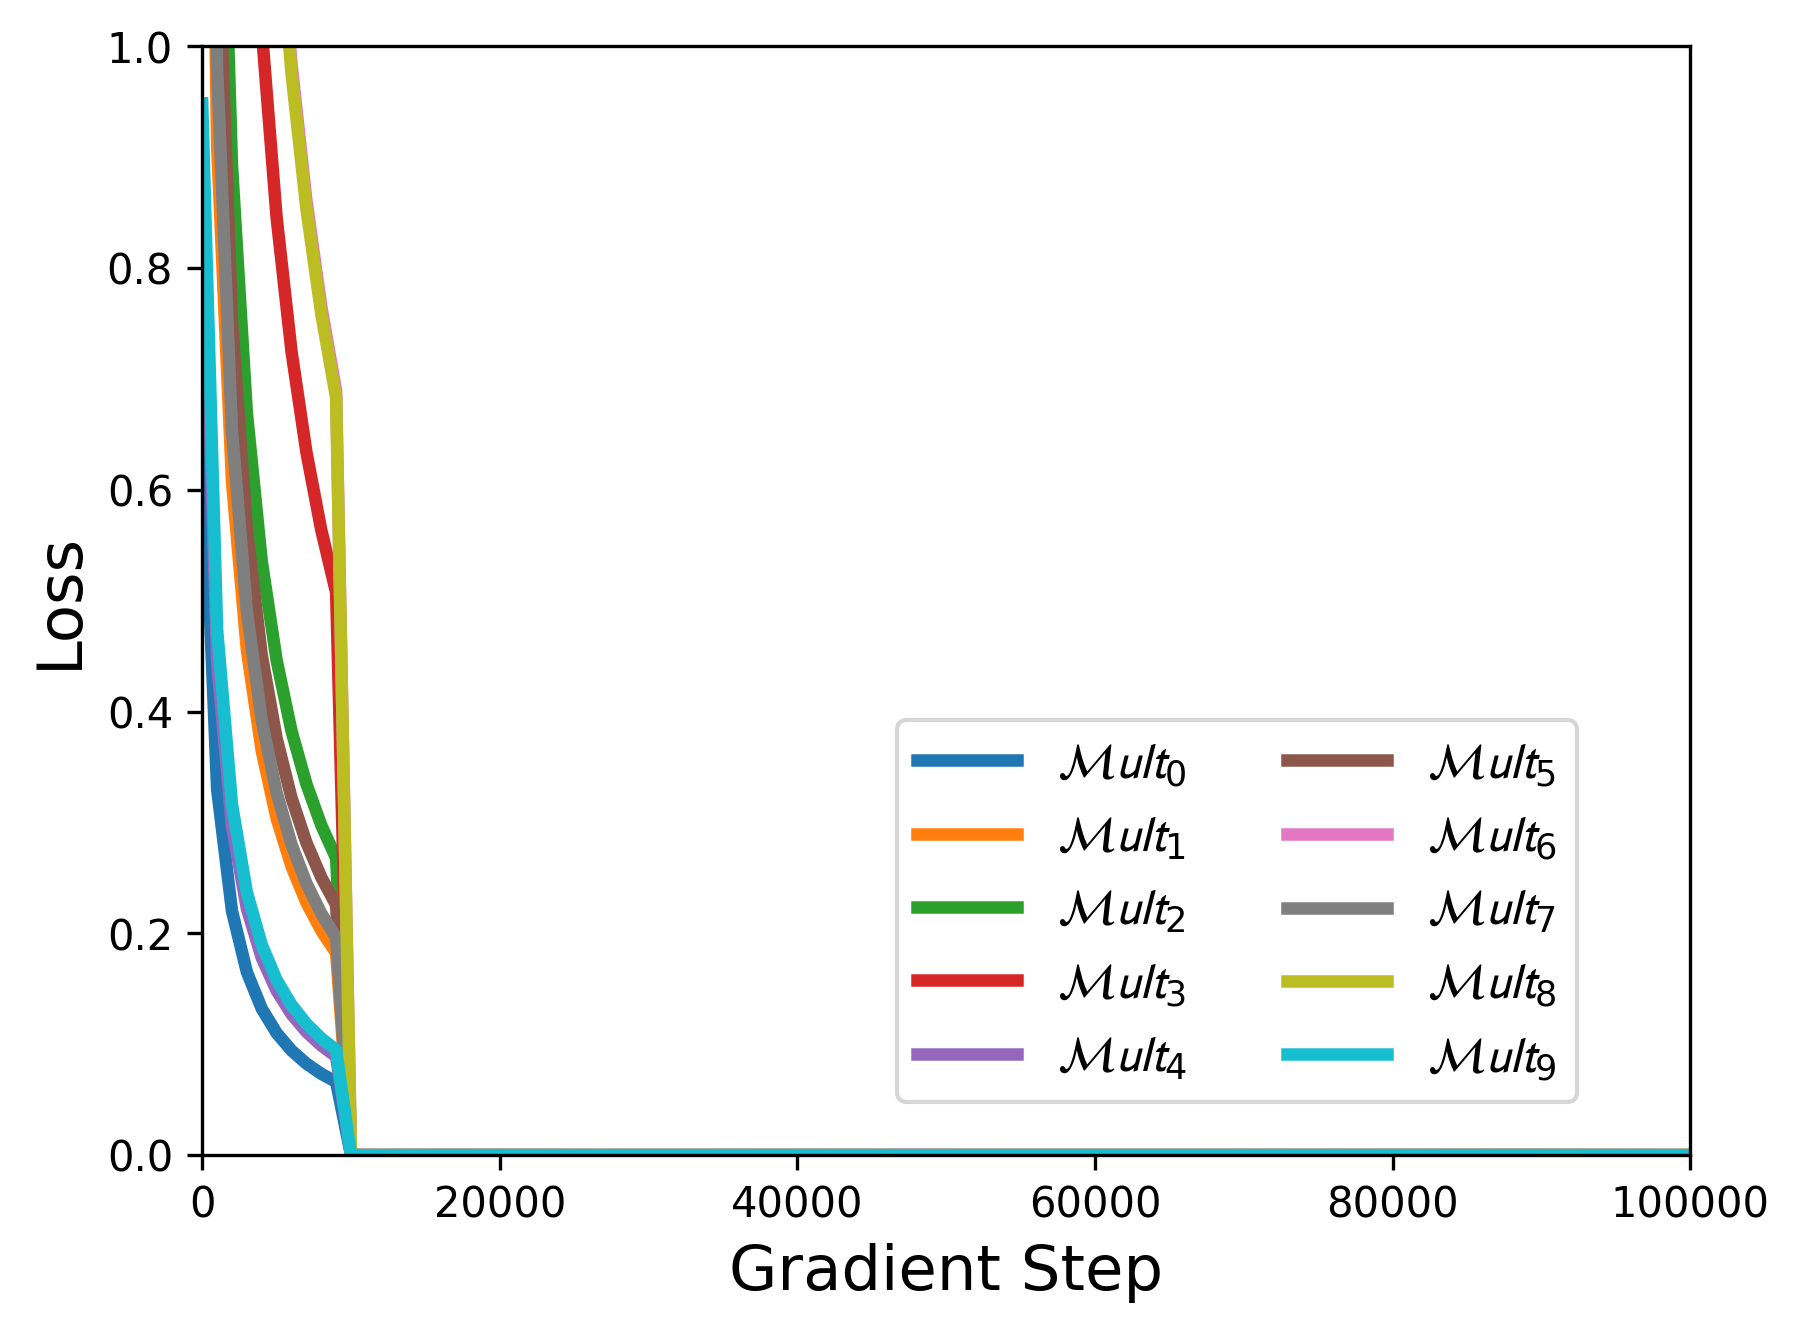 1.0
0.8
0.6
0.4
0.2
0.0
Loss
0 20000 40000 60000 80000 100000
Gradient Step
ℳult₀ ℳult₅
ℳult₁ ℳult₆
ℳult₂ ℳult₇
ℳult₃ ℳult₈
ℳult₄ ℳult₉